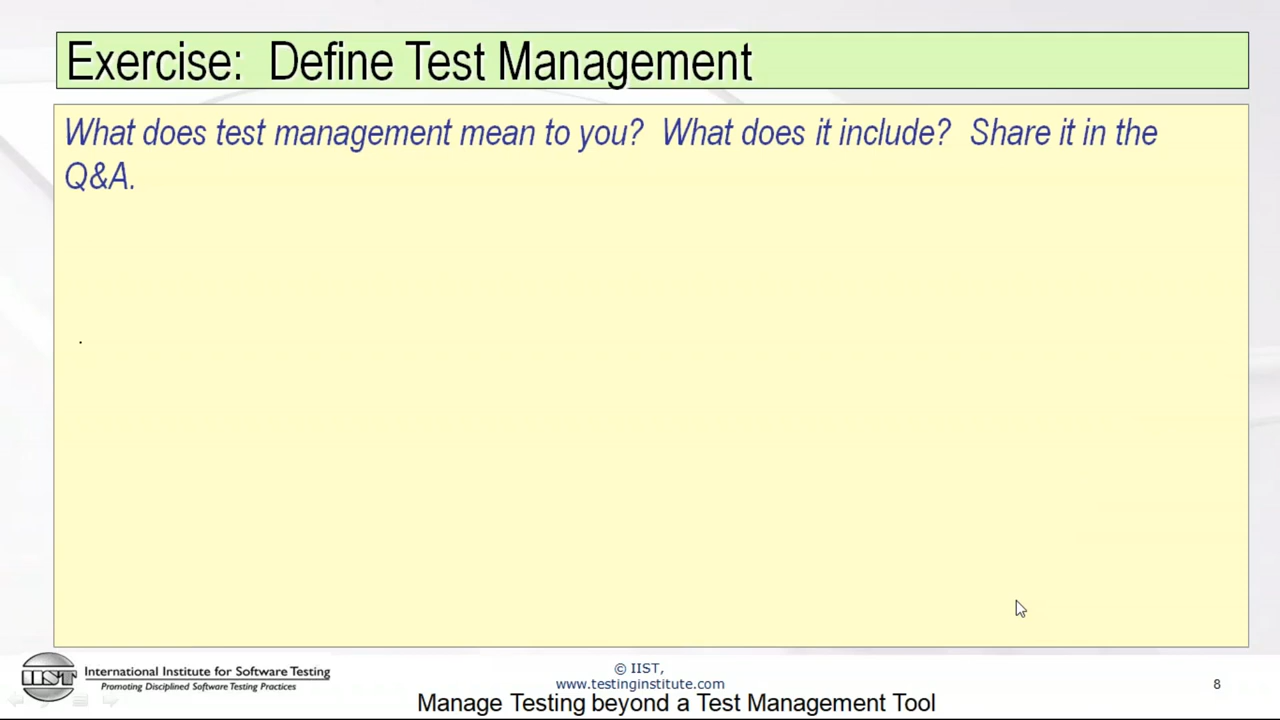 Exercise:  Define Test Management
What does test management mean to you?  What does it include?  Share it in the
Q&A.
.
IIST
International Institute for Software Testing
Promoting Disciplined Software Testing Practices
© IIST,
www.testinginstitute.com
8
Manage Testing beyond a Test Management Tool